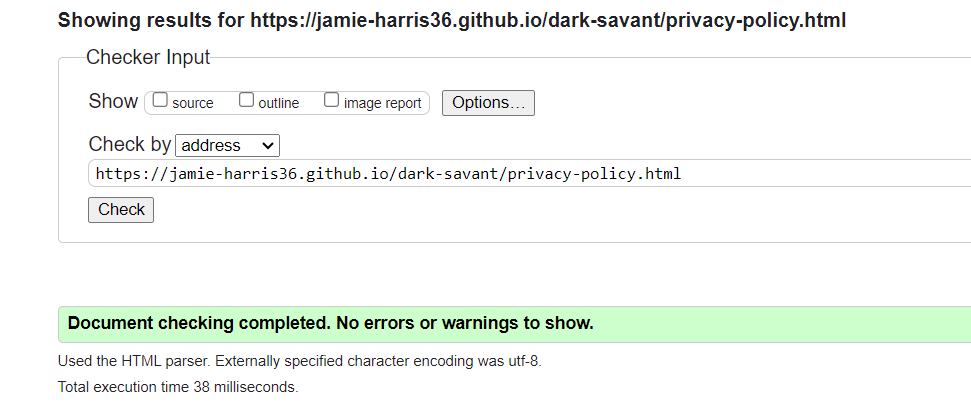 Showing results for https://jamie-harris36.github.io/dark-savant/privacy-policy.html
Checker Input
Show source outline image report Options...
Check by address
https://jamie-harris36.github.io/dark-savant/privacy-policy.html
Check
Document checking completed. No errors or warnings to show.
Used the HTML parser. Externally specified character encoding was utf-8.
Total execution time 38 milliseconds.